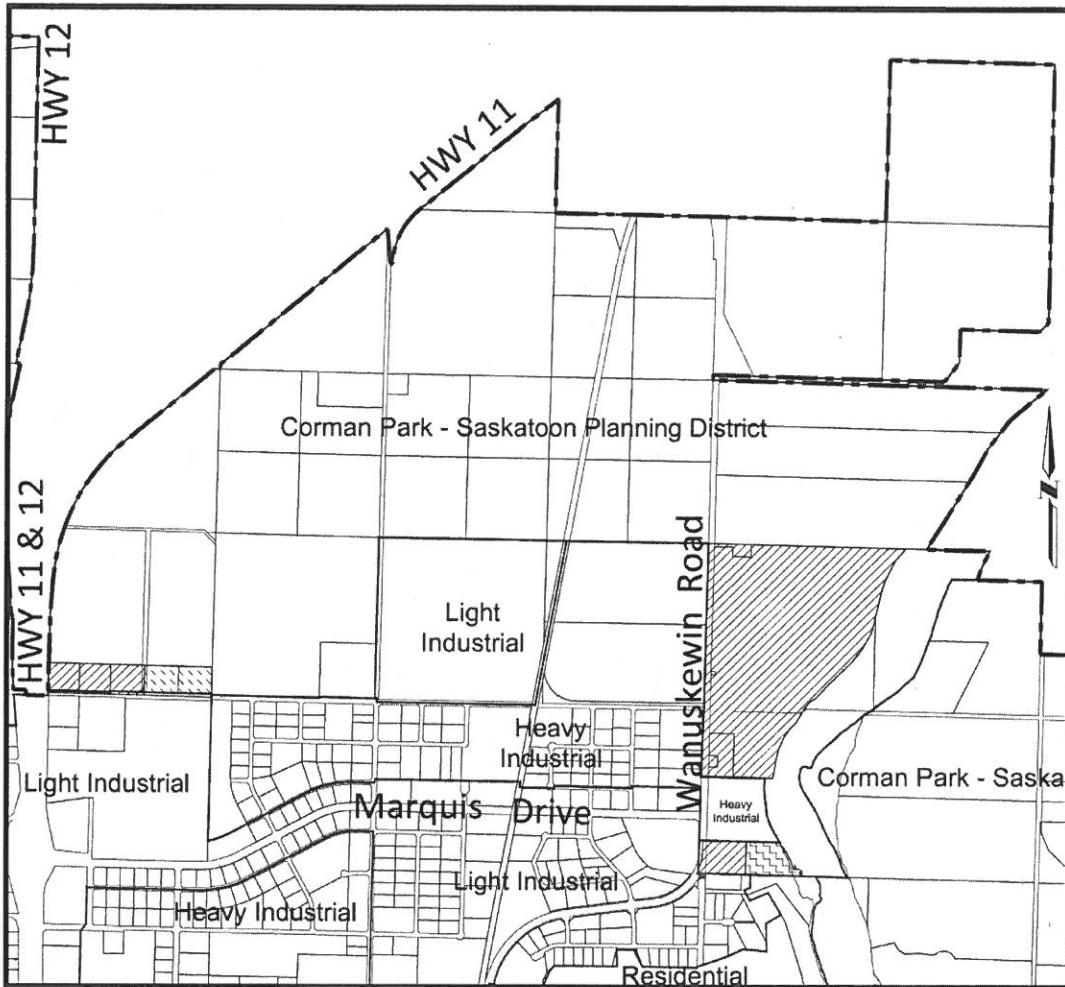 HWY 12
HWY 11
Corman Park - Saskatoon Planning District
HWY 11 & 12
Wanuskewin Road
N
Light
Industrial
Heavy
Industrial
Light Industrial
Corman Park - Saska
Marquis Drive
Heavy
Industrial
Light Industrial
Heavy Industrial
Residential